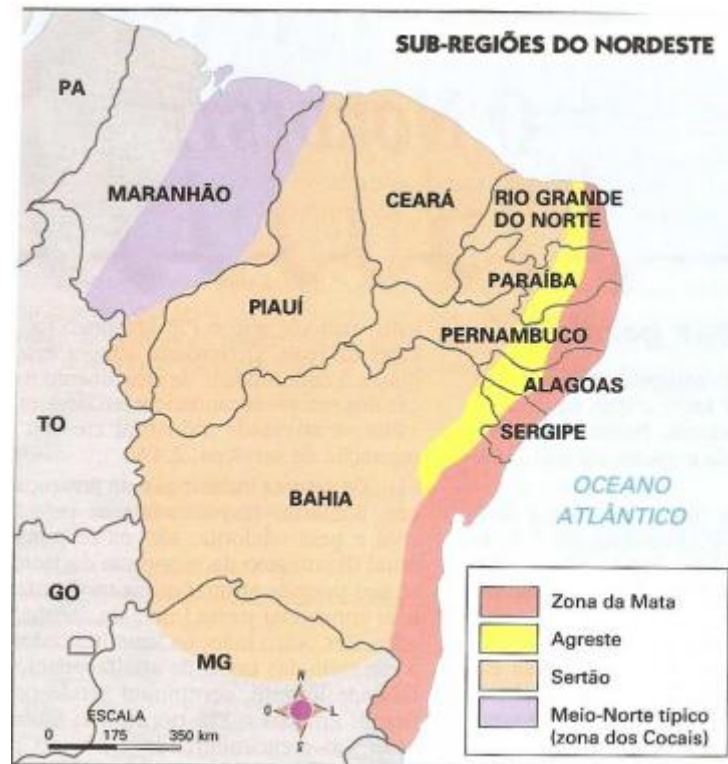 SUB-REGIÕES DO NORDESTE
PA
MARANHÃO
CEARÁ
RIO GRANDE
DO NORTE
PARAÍBA
PIAUÍ
PERNAMBUCO
ALAGOAS
SERGIPE
TO
BAHIA
OCEANO
ATLÂNTICO
GO
MG
N
O
L
S
ESCALA
0 175 350 km
Zona da Mata
Agreste
Sertão
Meio-Norte típico
(zona dos Cocais)